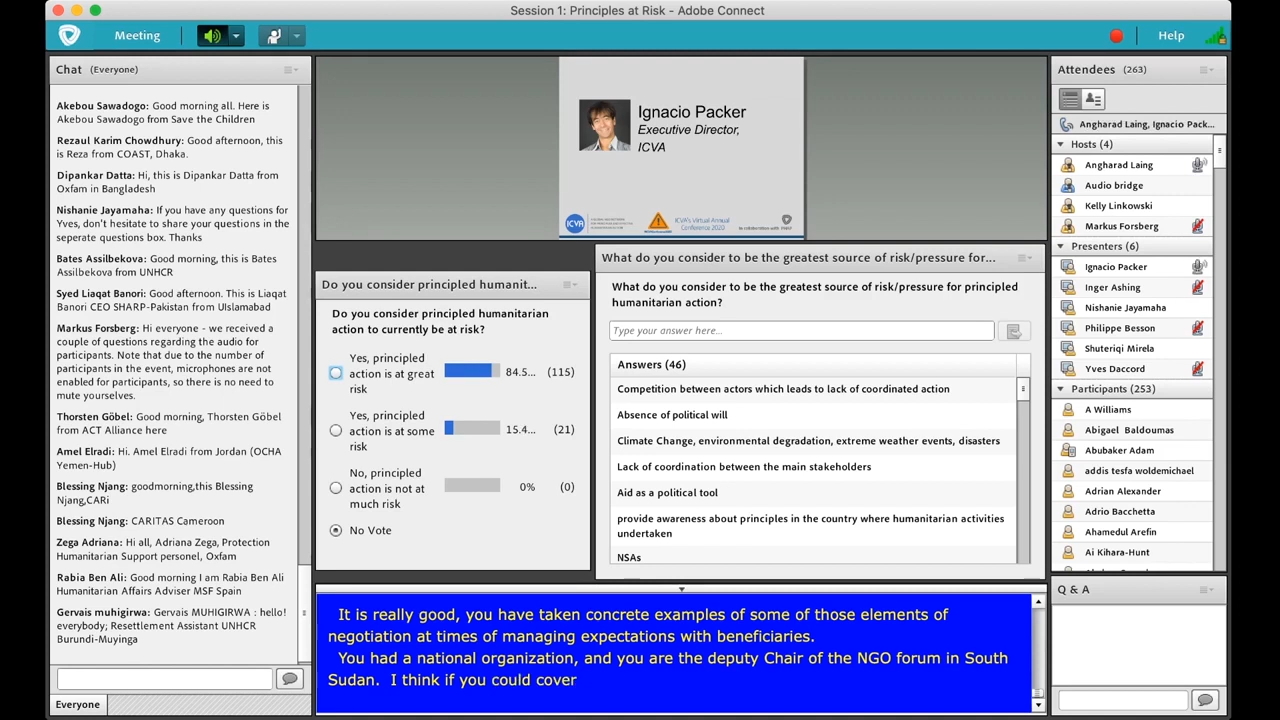 Session 1: Principles at Risk - Adobe Connect
Meeting
Help
Chat (Everyone)
Akebou Sawadogo: Good morning all. Here is
Akebou Sawadogo from Save the Children
Rezaul Karim Chowdhury: Good afternoon, this
is Reza from COAST, Dhaka.
Dipankar Datta: Hi, this is Dipankar Datta from
Oxfam in Bangladesh
Nishanie Jayamaha: If you have any questions for
Yves, don't hesitate to share your questions in the
seperate questions box. Thanks
Bates Assilbekova: Good morning, this is Bates
Assilbekova from UNHCR
Syed Liaqat Banori: Good afternoon. This is Liaqat
Banori CEO SHARP-Pakistan from UIslamabad
Markus Forsberg: Hi everyone - we received a
couple of questions regarding the audio for
participants. Note that due to the number of
participants in the event, microphones are not
enabled for participants, so there is no need to
mute yourselves.
Thorsten Göbel: Good morning, Thorsten Göbel
from ACT Alliance here
Amel Elradi: Hi. Amel Elradi from Jordan (OCHA
Yemen-Hub)
Blessing Njang: goodmorning,this Blessing
Njang,CARi
Blessing Njang: CARITAS Cameroon
Zega Adriana: Hi all, Adriana Zega, Protection
Humanitarian Support personel, Oxfam
Rabia Ben Ali: Good morning I am Rabia Ben Ali
Humanitarian Affairs Adviser MSF Spain
Gervais muhigirwa: Gervais MUHIGIRWA : hello!
everybody; Resettlement Assistant UNHCR
Burundi-Muyinga
Everyone
Ignacio Packer
Executive Director,
ICVA
ICVA
ICVA's Virtual Annual
Conference 2020
Do you consider principled humanit...
Do you consider principled humanitarian
action to currently be at risk?
Yes, principled
action is at great
risk
84.5... (115)
Yes, principled
action is at some
risk
15.4... (21)
No, principled
action is not at
much risk
0% (0)
No Vote
What do you consider to be the greatest source of risk/pressure for...
What do you consider to be the greatest source of risk/pressure for principled
humanitarian action?
Type your answer here...
Answers (46)
Competition between actors which leads to lack of coordinated action
Absence of political will
Climate Change, environmental degradation, extreme weather events, disasters
Lack of coordination between the main stakeholders
Aid as a political tool
provide awareness about principles in the country where humanitarian activities
undertaken
NSAs
It is really good, you have taken concrete examples of some of those elements of
negotiation at times of managing expectations with beneficiaries.
You had a national organization, and you are the deputy Chair of the NGO forum in South
Sudan. I think if you could cover
Attendees (263)
Angharad Laing, Ignacio Pack...
Hosts (4)
Angharad Laing
Audio bridge
Kelly Linkowski
Markus Forsberg
Presenters (6)
Ignacio Packer
Inger Ashing
Nishanie Jayamaha
Philippe Besson
Shuteriqi Mirela
Yves Daccord
Participants (253)
A Williams
Abigael Baldoumas
Abubaker Adam
addis tesfa woldemichael
Adrian Alexander
Adrio Bacchetta
Ahamedul Arefin
Ai Kihara-Hunt
Q & A